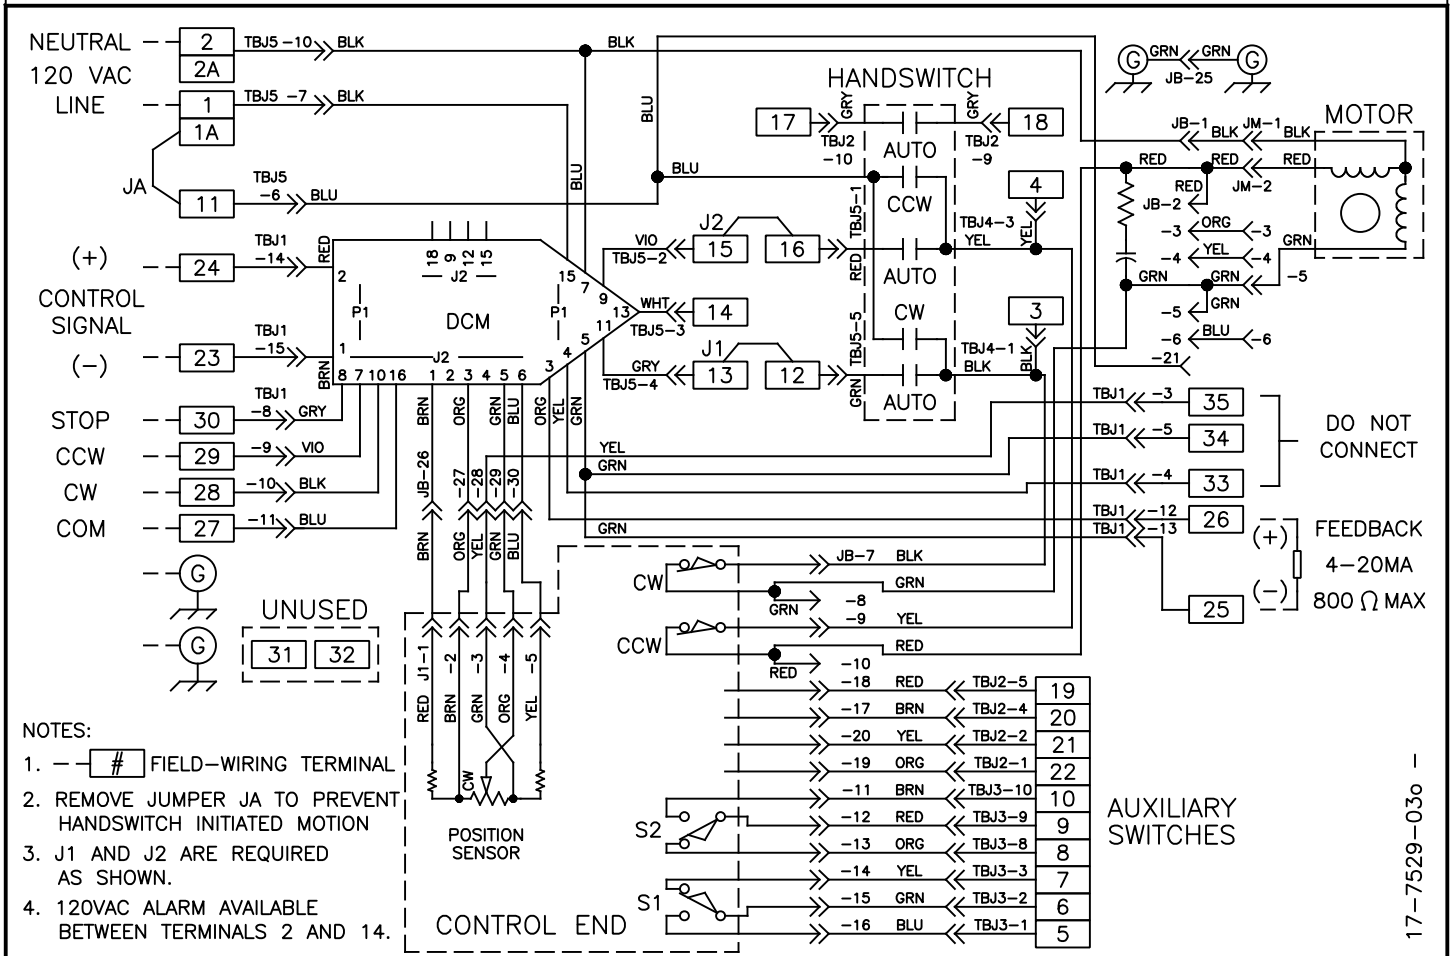 NEUTRAL
120 VAC
LINE
2
2A
1
1A
JA
11
TBJ5 -10 BLK
BLK
TBJ5 -7 BLK
TBJ5
-6 BLU
BLU
BLU
BLU
HANDSWITCH
17
GRY
TBJ2
-10
AUTO
GRY
TBJ2
-9
18
CCW
4
TBJ5-1
RED
TBJ4-3
YEL
YEL
AUTO
CW
3
TBJ5-5
GRN
TBJ4-1
BLK
BLK
AUTO
G GRN GRN G
JB-25
MOTOR
JB-1 JM-1
BLK BLK
RED RED RED
JM-2
RED
JB-2
ORG
-3 -3
YEL
-4 -4
GRN
GRN GRN
-5
GRN
-5
BLU
-6 -6
-21
(+)
CONTROL
SIGNAL
(-)
24
TBJ1
-14
RED
23
TBJ1
-15
BRN
18
9
12
15
J2
2
P1
1
DCM
P1
J2
15
7
9
13
11
5
4
3
8 7 10 16 1 2 3 4 5 6
VIO
TBJ5-2
J2
15 16
WHT
TBJ5-3
14
GRY
TBJ5-4
J1
13 12
STOP
30
TBJ1
-8 GRY
CCW
29
-9 VIO
CW
28
-10 BLK
COM
27
-11 BLU
BRN
ORG
GRN
BLU
ORG
YEL
GRN
JB-26
-27
-28
-29
-30
BRN
ORG
YEL
GRN
BLU
YEL
GRN
GRN
TBJ1 -3
35
TBJ1 -5
34
TBJ1 -4
33
DO NOT
CONNECT
TBJ1 -12
26
TBJ1 -13
25
(+)
(-)
FEEDBACK
4-20MA
800 Ω MAX
G
G
UNUSED
31 32
CW
JB-7 BLK
GRN
GRN
-8
CCW
-9 YEL
RED
RED
-10
RED J1-1
BRN -2
GRN -3
ORG -4
YEL -5
CW
POSITION
SENSOR
CONTROL END
-18 RED TBJ2-5 19
-17 BRN TBJ2-4 20
-20 YEL TBJ2-2 21
-19 ORG TBJ2-1 22
-11 BRN TBJ3-10 10
S2
-12 RED TBJ3-9 9
-13 ORG TBJ3-8 8
-14 YEL TBJ3-3 7
S1
-15 GRN TBJ3-2 6
-16 BLU TBJ3-1 5
AUXILIARY
SWITCHES
NOTES:
1. -- # FIELD-WIRING TERMINAL
2. REMOVE JUMPER JA TO PREVENT
HANDSWITCH INITIATED MOTION
3. J1 AND J2 ARE REQUIRED
AS SHOWN.
4. 120VAC ALARM AVAILABLE
BETWEEN TERMINALS 2 AND 14.
17-7529-03o -